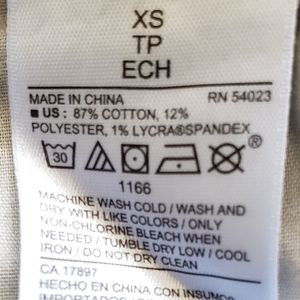 XS
TP
ECH
MADE IN CHINA RN 54023
■ US : 87% COTTON, 12%
POLYESTER, 1% LYCRA®SPANDEX
30 ®
1166
MACHINE WASH COLD / WASH AND
DRY WITH LIKE COLORS / ONLY
NON-CHLORINE BLEACH WHEN
NEEDED / TUMBLE DRY LOW / COOL
IRON / DO NOT DRY CLEAN
CA 17897
HECHO EN CHINA CON INSUMOS
IMPORTADO